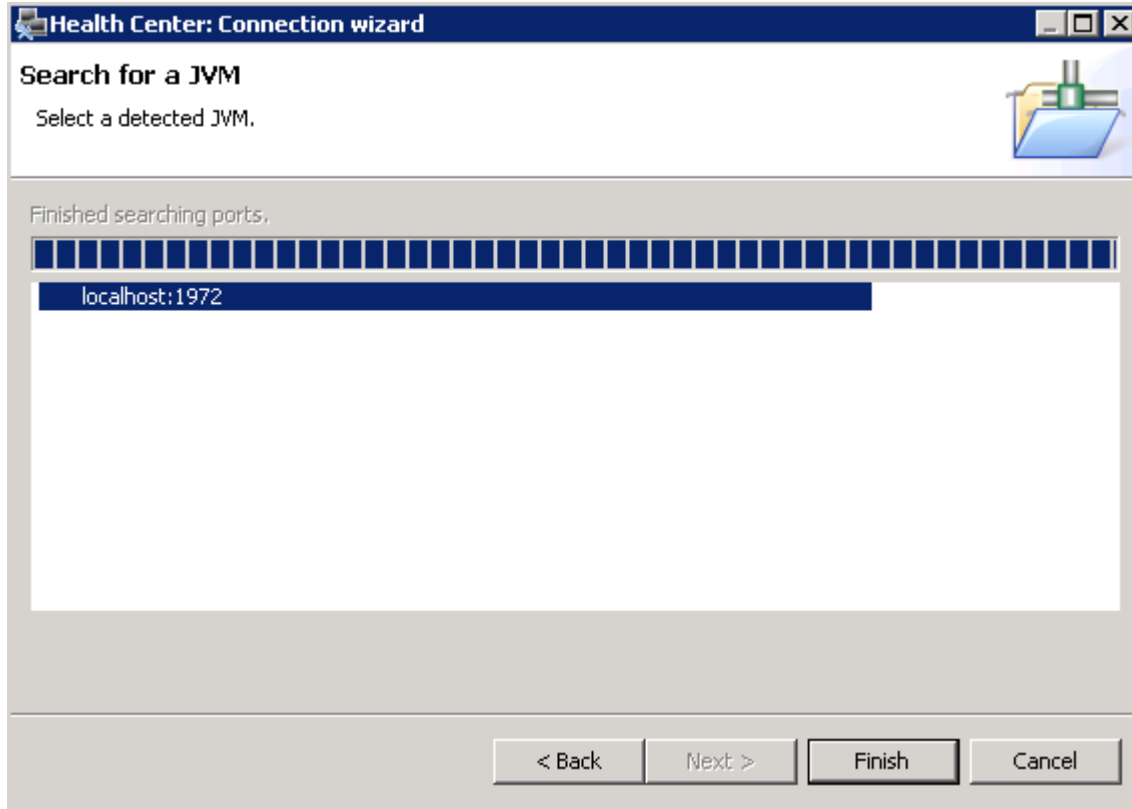 Health Center: Connection wizard
Search for a JVM
Select a detected JVM.
Finished searching ports.
localhost:1972
< Back Next > Finish Cancel